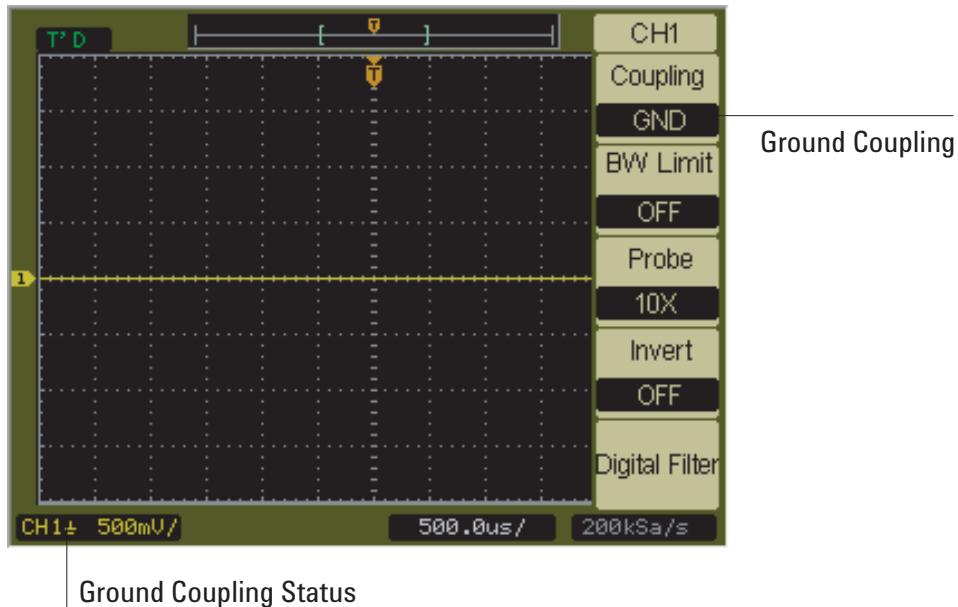 T
T' D
CH1
T
Coupling
GND
Ground Coupling
BW Limit
OFF
Probe
1
10X
Invert
OFF
Digital Filter
CH1⏚ 500mV/
500.0us/
200kSa/s
Ground Coupling Status